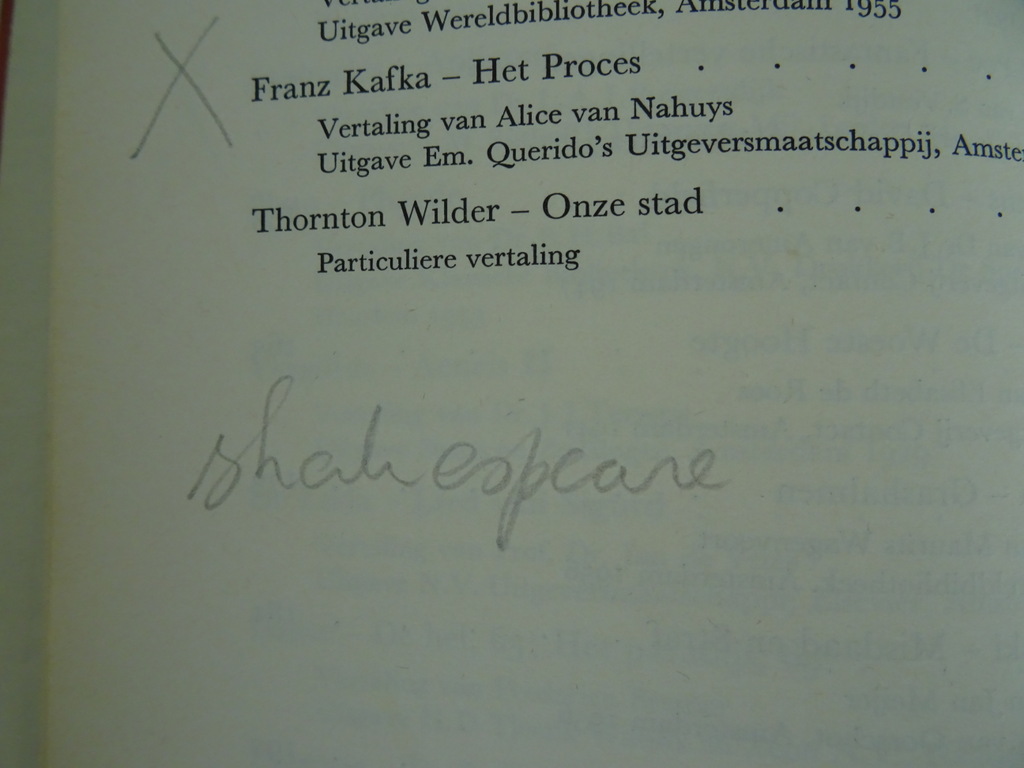 Uitgave Wereldbibliotheek, Amsterdam 1955
Franz Kafka – Het Proces . . . . .
Vertaling van Alice van Nahuys
Uitgave Em. Querido's Uitgeversmaatschappij, Amste
Thornton Wilder – Onze stad . . . .
Particuliere vertaling
shakespeare